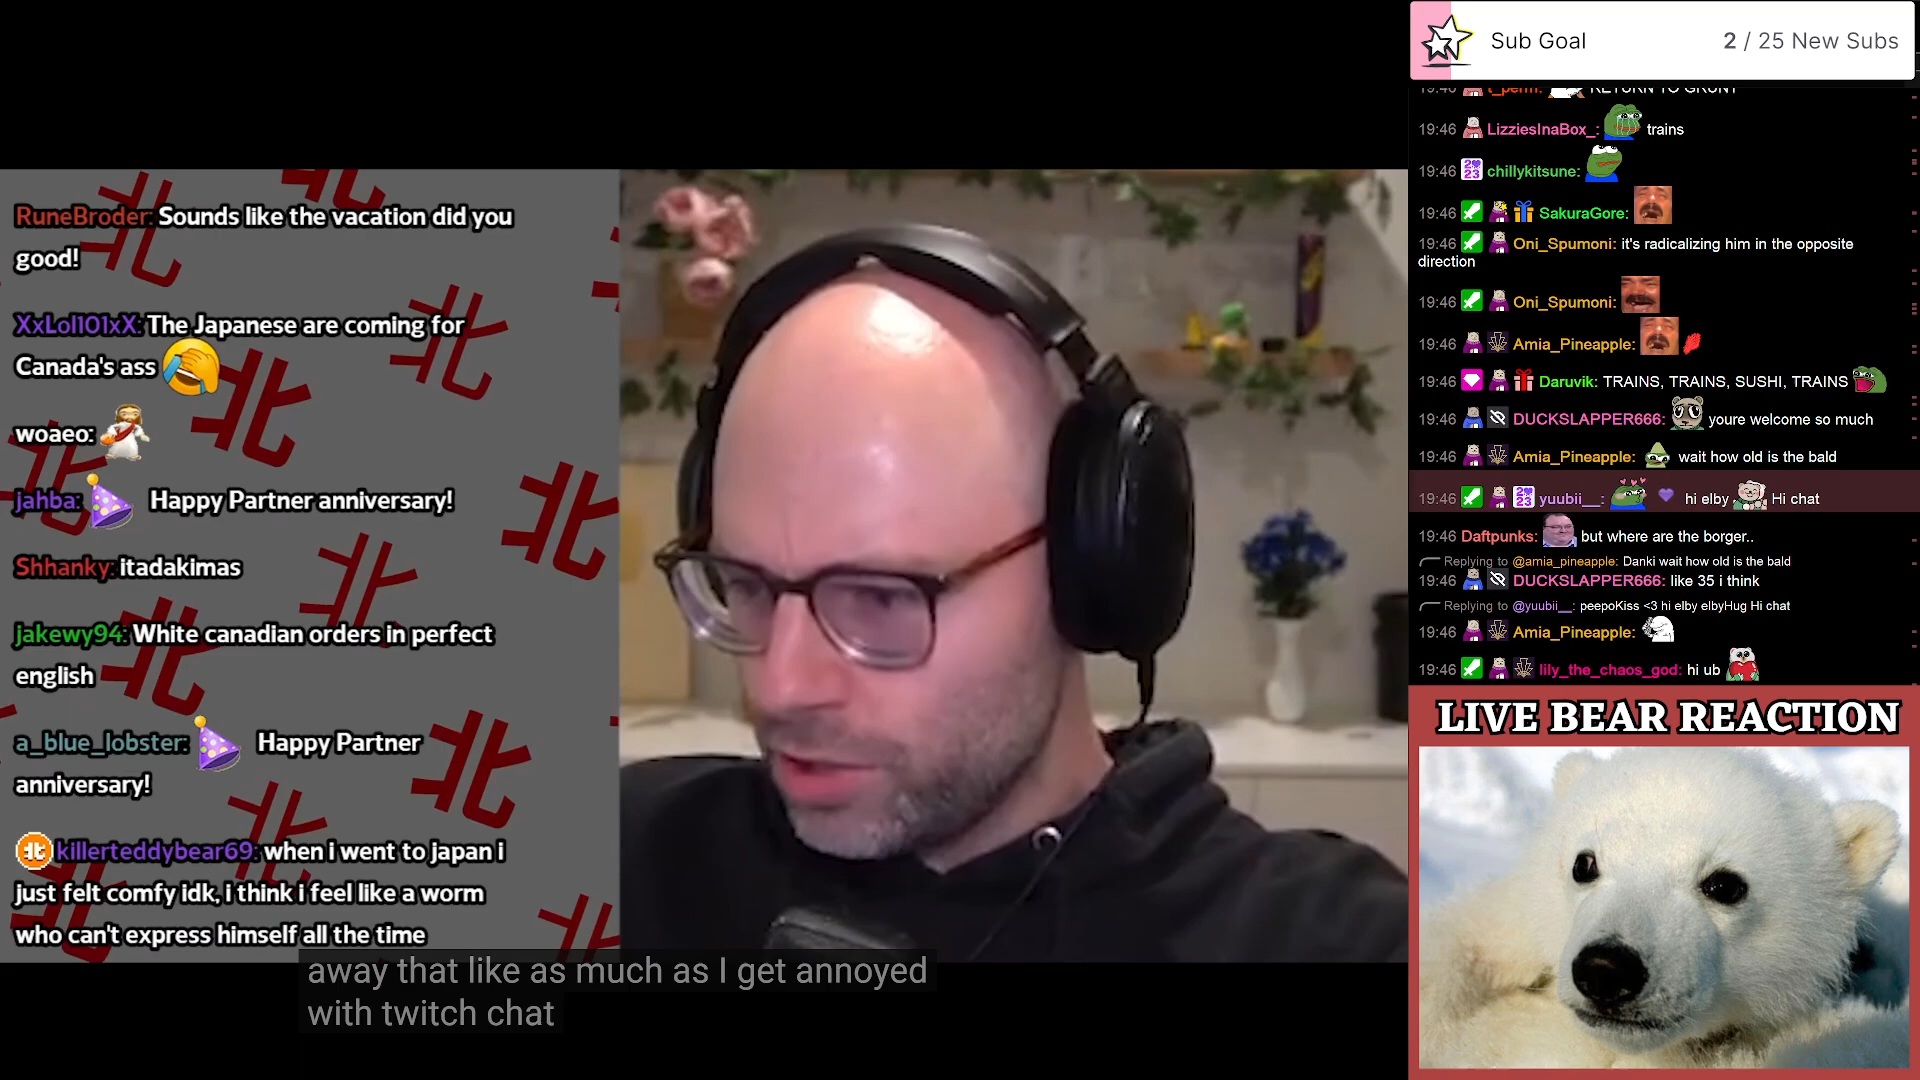 RuneBroder: Sounds like the vacation did you
good!
XxLol101xX: The Japanese are coming for
Canada's ass
woaeo:
jahba: Happy Partner anniversary!
Shhanky: itadakimas
jakewy94: White canadian orders in perfect
english
a_blue_lobster: Happy Partner
anniversary!
killerteddybear69: when i went to japan i
just felt comfy idk, i think i feel like a worm
who can't express himself all the time
away that like as much as I get annoyed
with twitch chat
Sub Goal 2 / 25 New Subs
19:46 t_perm: RETURN TO GRUNT
19:46 LizziesInaBox_: trains
19:46 chillykitsune:
19:46 SakuraGore:
19:46 Oni_Spumoni: it's radicalizing him in the opposite
direction
19:46 Oni_Spumoni:
19:46 Amia_Pineapple:
19:46 Daruvik: TRAINS, TRAINS, SUSHI, TRAINS
19:46 DUCKSLAPPER666: youre welcome so much
19:46 Amia_Pineapple: wait how old is the bald
19:46 yuubii__: hi elby Hi chat
19:46 Daftpunks: but where are the borger..
Replying to @amia_pineapple: Danki wait how old is the bald
19:46 DUCKSLAPPER666: like 35 i think
Replying to @yuubii__: peepoKiss <3 hi elby elbyHug Hi chat
19:46 Amia_Pineapple:
19:46 lily_the_chaos_god: hi ub
LIVE BEAR REACTION